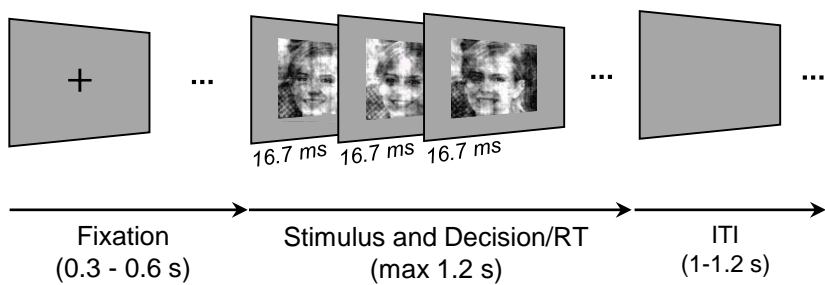 +
...
...
...
16.7 ms
16.7 ms
16.7 ms
Fixation
(0.3 - 0.6 s)
Stimulus and Decision/RT
(max 1.2 s)
ITI
(1-1.2 s)